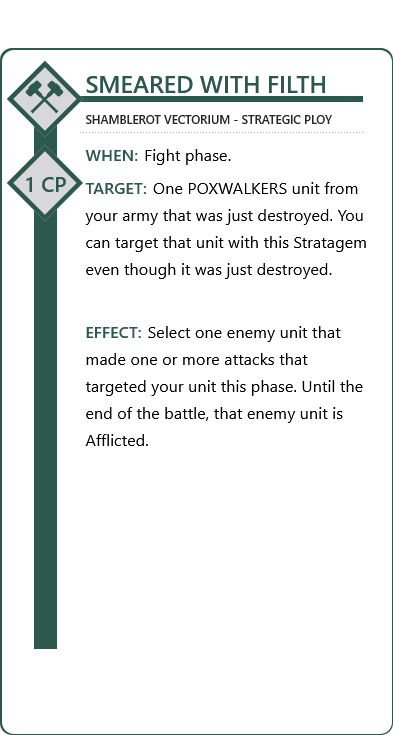 SMEARED WITH FILTH
SHAMBLEROT VECTORIUM - STRATEGIC PLOY
1 CP
WHEN: Fight phase.
TARGET: One POXWALKERS unit from
your army that was just destroyed. You
can target that unit with this Stratagem
even though it was just destroyed.
EFFECT: Select one enemy unit that
made one or more attacks that
targeted your unit this phase. Until the
end of the battle, that enemy unit is
Afflicted.